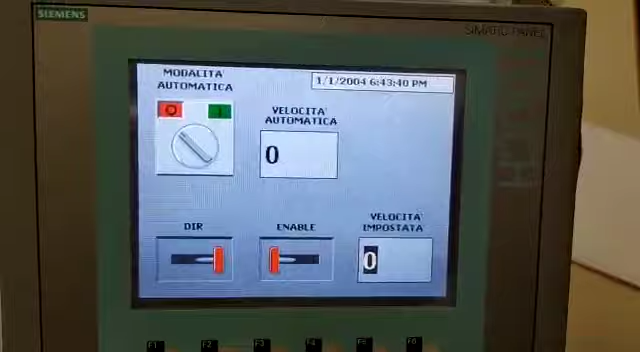 SIEMENS
SIMATIC PANEL
MODALITA'
AUTOMATICA
1/1/2004 6:43:40 PM
O
I
VELOCITA'
AUTOMATICA
0
DIR
ENABLE
VELOCITA'
IMPOSTATA
0
F1
F2
F3
F4
F5
F6